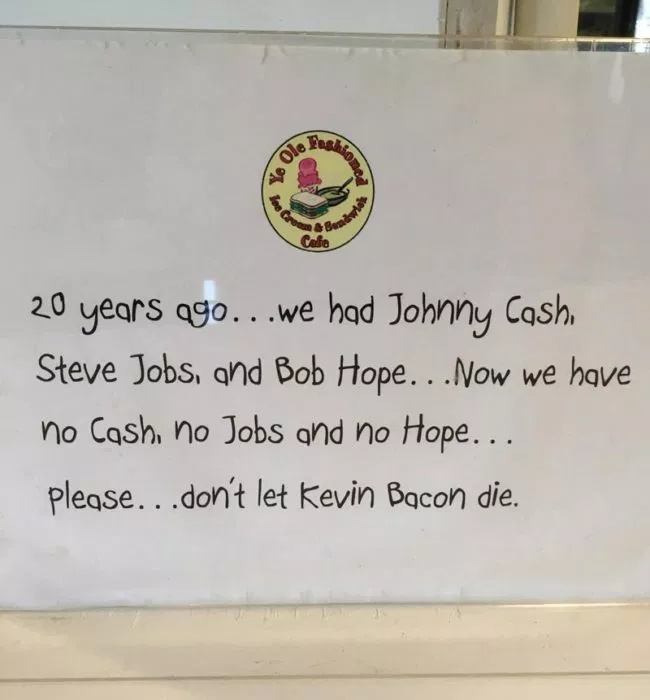 Ye Ole Fashioned
Ice Cream & Sandwich
Cafe
20 years ago...we had Johnny Cash,
Steve Jobs, and Bob Hope...Now we have
no Cash, no Jobs and no Hope...
please...don't let Kevin Bacon die.